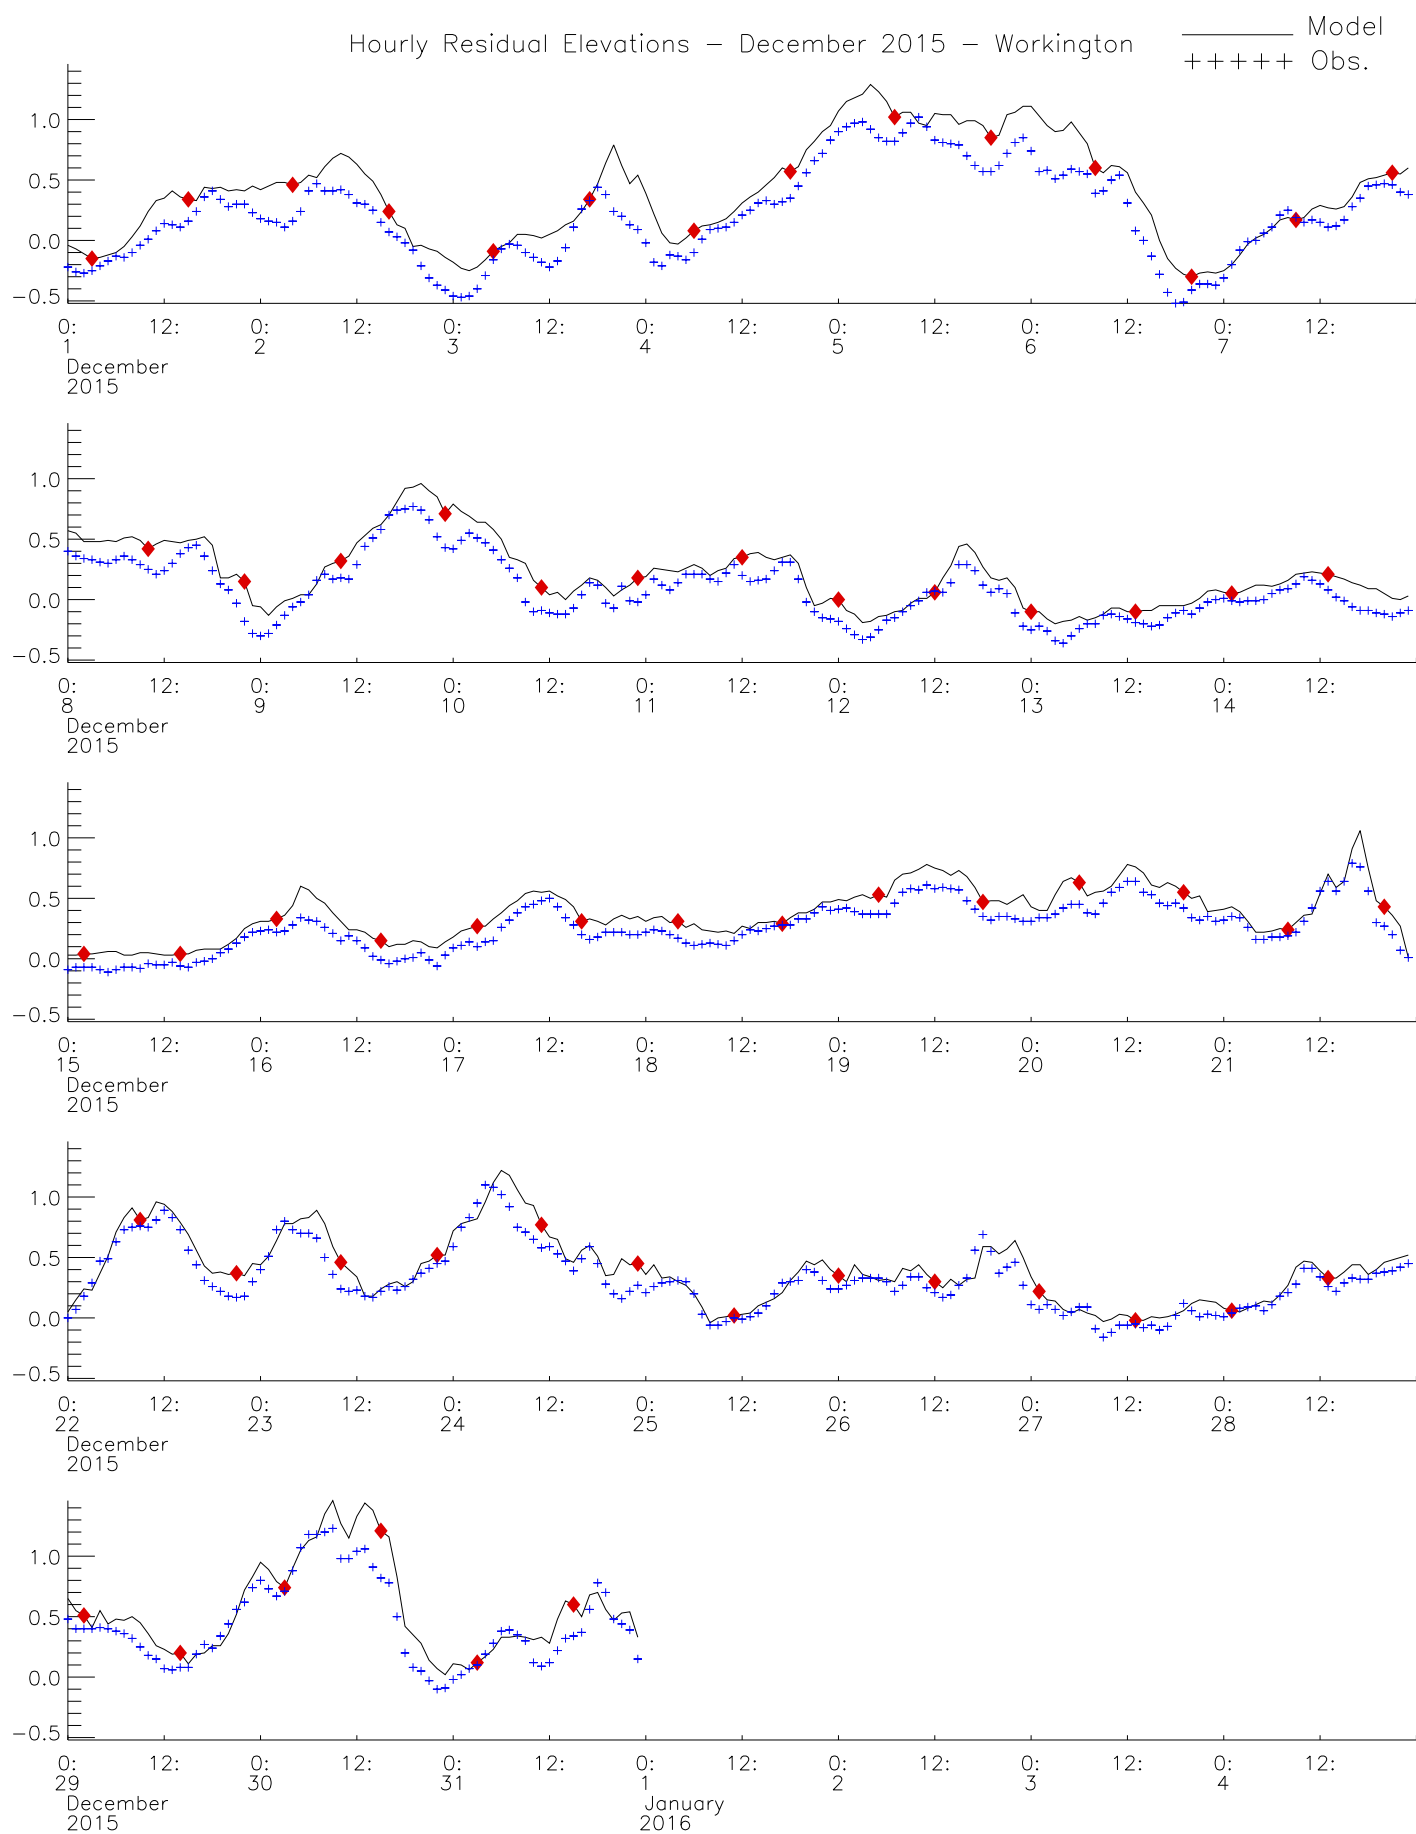 Hourly Residual Elevations − December 2015 − Workington
Model
+++++ Obs.
1.0
0.5
0.0
−0.5
0: 12: 0: 12: 0: 12: 0: 12: 0: 12: 0: 12: 0: 12:
1 2 3 4 5 6 7
December
2015
1.0
0.5
0.0
−0.5
0: 12: 0: 12: 0: 12: 0: 12: 0: 12: 0: 12: 0: 12:
8 9 10 11 12 13 14
December
2015
1.0
0.5
0.0
−0.5
0: 12: 0: 12: 0: 12: 0: 12: 0: 12: 0: 12: 0: 12:
15 16 17 18 19 20 21
December
2015
1.0
0.5
0.0
−0.5
0: 12: 0: 12: 0: 12: 0: 12: 0: 12: 0: 12: 0: 12:
22 23 24 25 26 27 28
December
2015
1.0
0.5
0.0
−0.5
0: 12: 0: 12: 0: 12: 0: 12: 0: 12: 0: 12: 0: 12:
29 30 31 1 2 3 4
December January
2015 2016